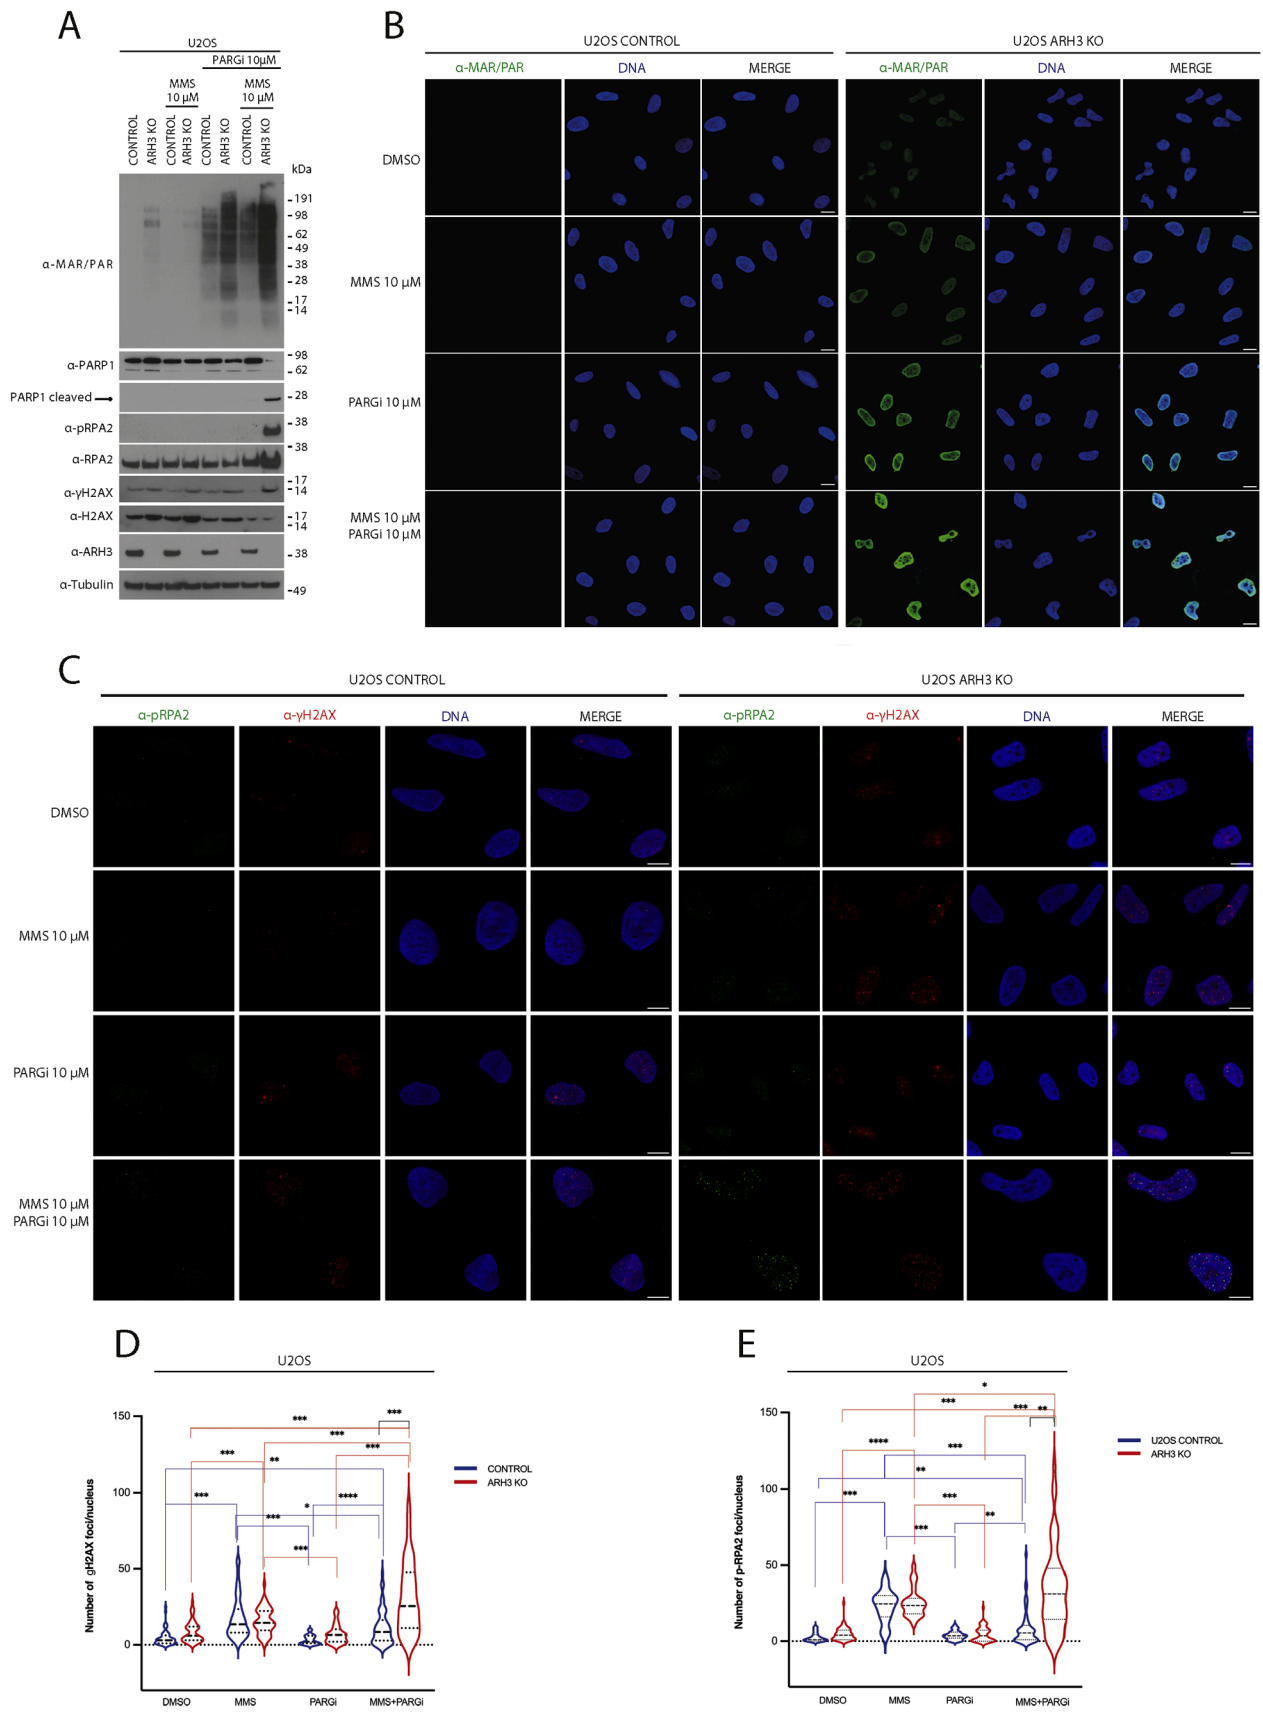 A
U2OS
PARGi 10μM
MMS
10 μM
MMS
10 μM
CONTROL
ARH3 KO
CONTROL
ARH3 KO
CONTROL
ARH3 KO
CONTROL
ARH3 KO
kDa
191
98
62
49
38
28
17
14
α-MAR/PAR
α-PARP1
98
62
PARP1 cleaved
28
α-pRPA2
38
α-RPA2
38
α-γH2AX
17
14
α-H2AX
17
14
α-ARH3
38
α-Tubulin
49
B
U2OS CONTROL
U2OS ARH3 KO
α-MAR/PAR DNA MERGE α-MAR/PAR DNA MERGE
DMSO
MMS 10 μM
PARGi 10 μM
MMS 10 μM
PARGi 10 μM
C
U2OS CONTROL
U2OS ARH3 KO
α-pRPA2 α-γH2AX DNA MERGE α-pRPA2 α-γH2AX DNA MERGE
DMSO
MMS 10 μM
PARGi 10 μM
MMS 10 μM
PARGi 10 μM
D
U2OS
Number of gH2AX foci/nucleus
150
100
50
0
***
***
***
***
***
**
***
****
*
***
***
DMSO MMS PARGi MMS+PARGi
CONTROL
ARH3 KO
E
U2OS
Number of p-RPA2 foci/nucleus
150
100
50
0
*
***
***
**
****
***
**
***
***
**
***
DMSO MMS PARGi MMS+PARGi
U2OS CONTROL
ARH3 KO